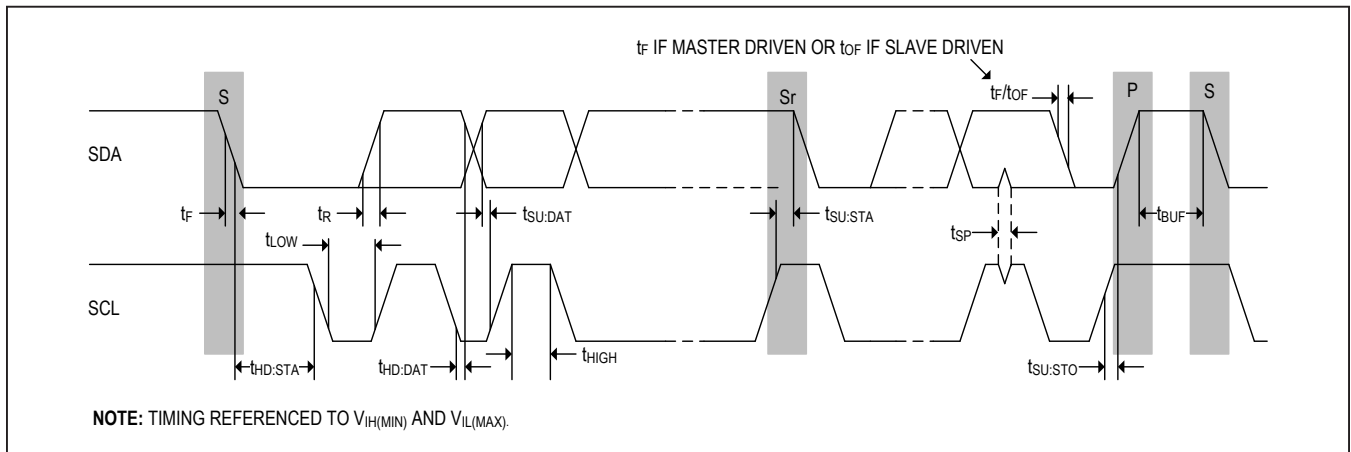 tF IF MASTER DRIVEN OR tOF IF SLAVE DRIVEN
S
Sr
tF/tOF
P
S
SDA
tF
tR
tSU:DAT
tSU:STA
tBUF
tLOW
tSP
SCL
tHD:STA
tHD:DAT
tHIGH
tSU:STO
NOTE: TIMING REFERENCED TO VIH(MIN) AND VIL(MAX).